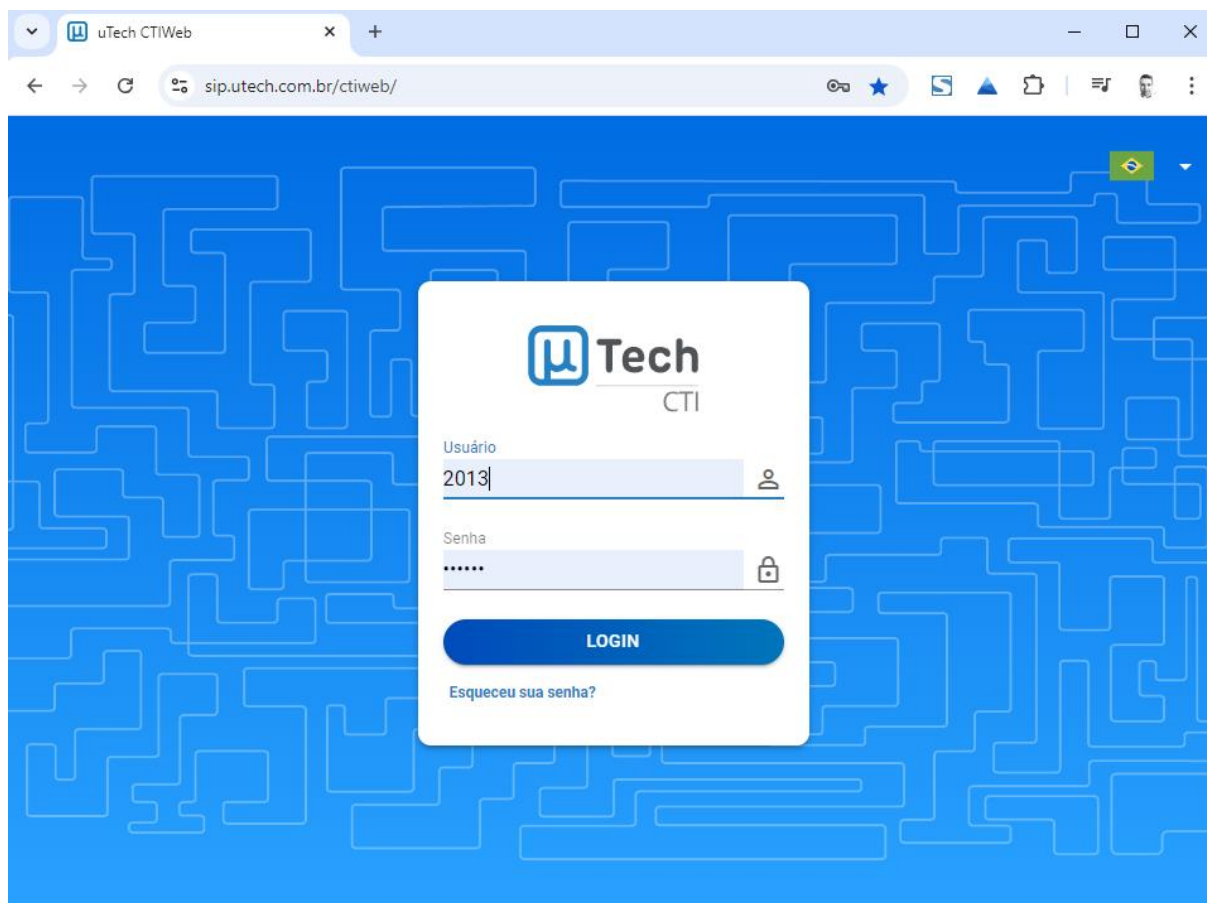 uTech CTIWeb
sip.utech.com.br/ctiweb/
µ Tech
CTI
Usuário
2013
Senha
••••••
LOGIN
Esqueceu sua senha?